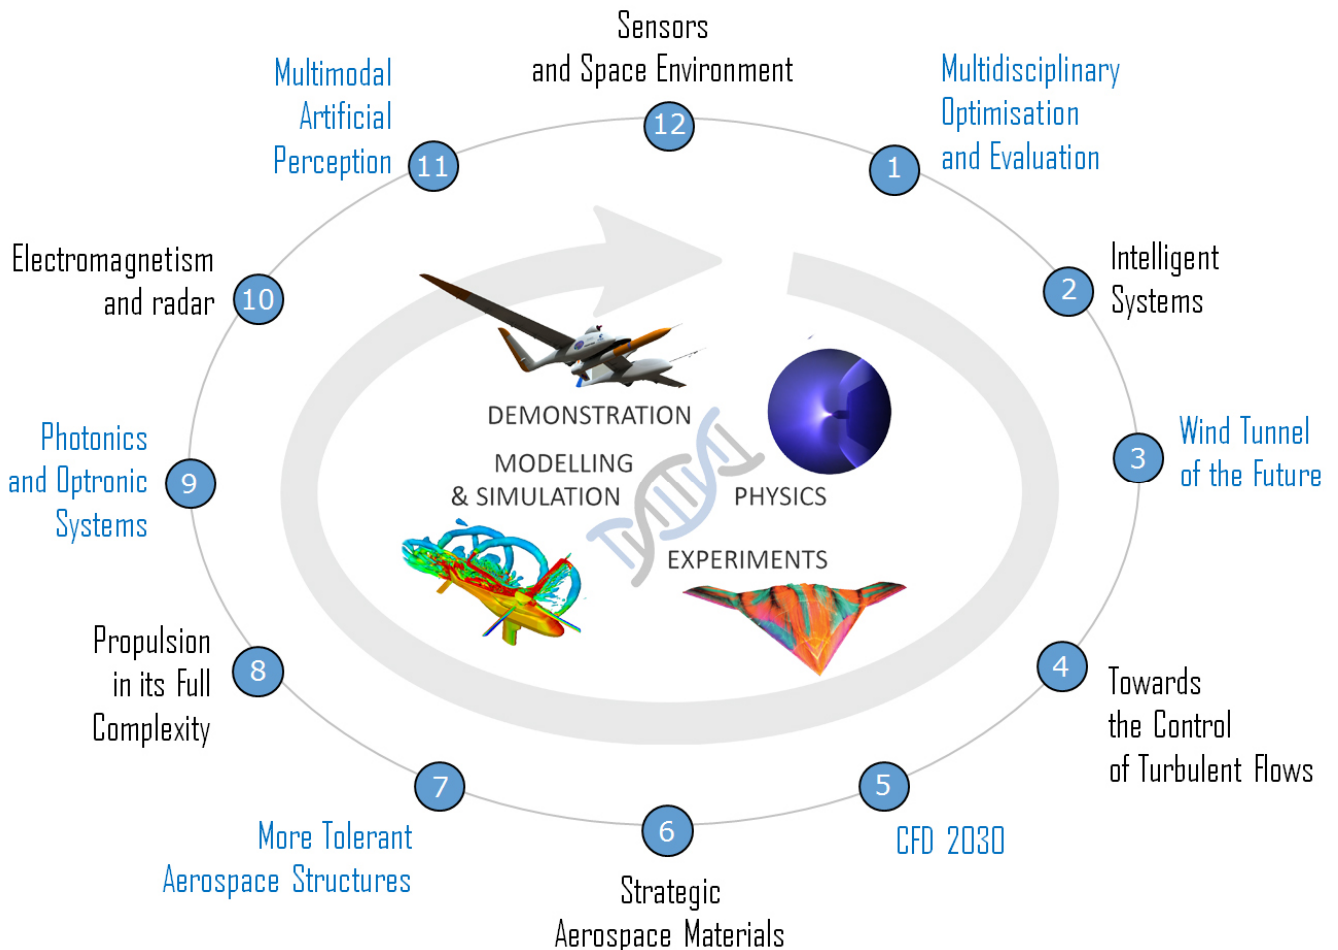 Sensors
and Space Environment
12
Multidisciplinary
Optimisation
and Evaluation
1
Intelligent
Systems
2
Wind Tunnel
of the Future
3
Towards
the Control
of Turbulent Flows
4
CFD 2030
5
Strategic
Aerospace Materials
6
More Tolerant
Aerospace Structures
7
Propulsion
in its Full
Complexity
8
Photonics
and Optronic
Systems
9
Electromagnetism
and radar
10
Multimodal
Artificial
Perception
11
DEMONSTRATION
MODELLING
& SIMULATION
PHYSICS
EXPERIMENTS